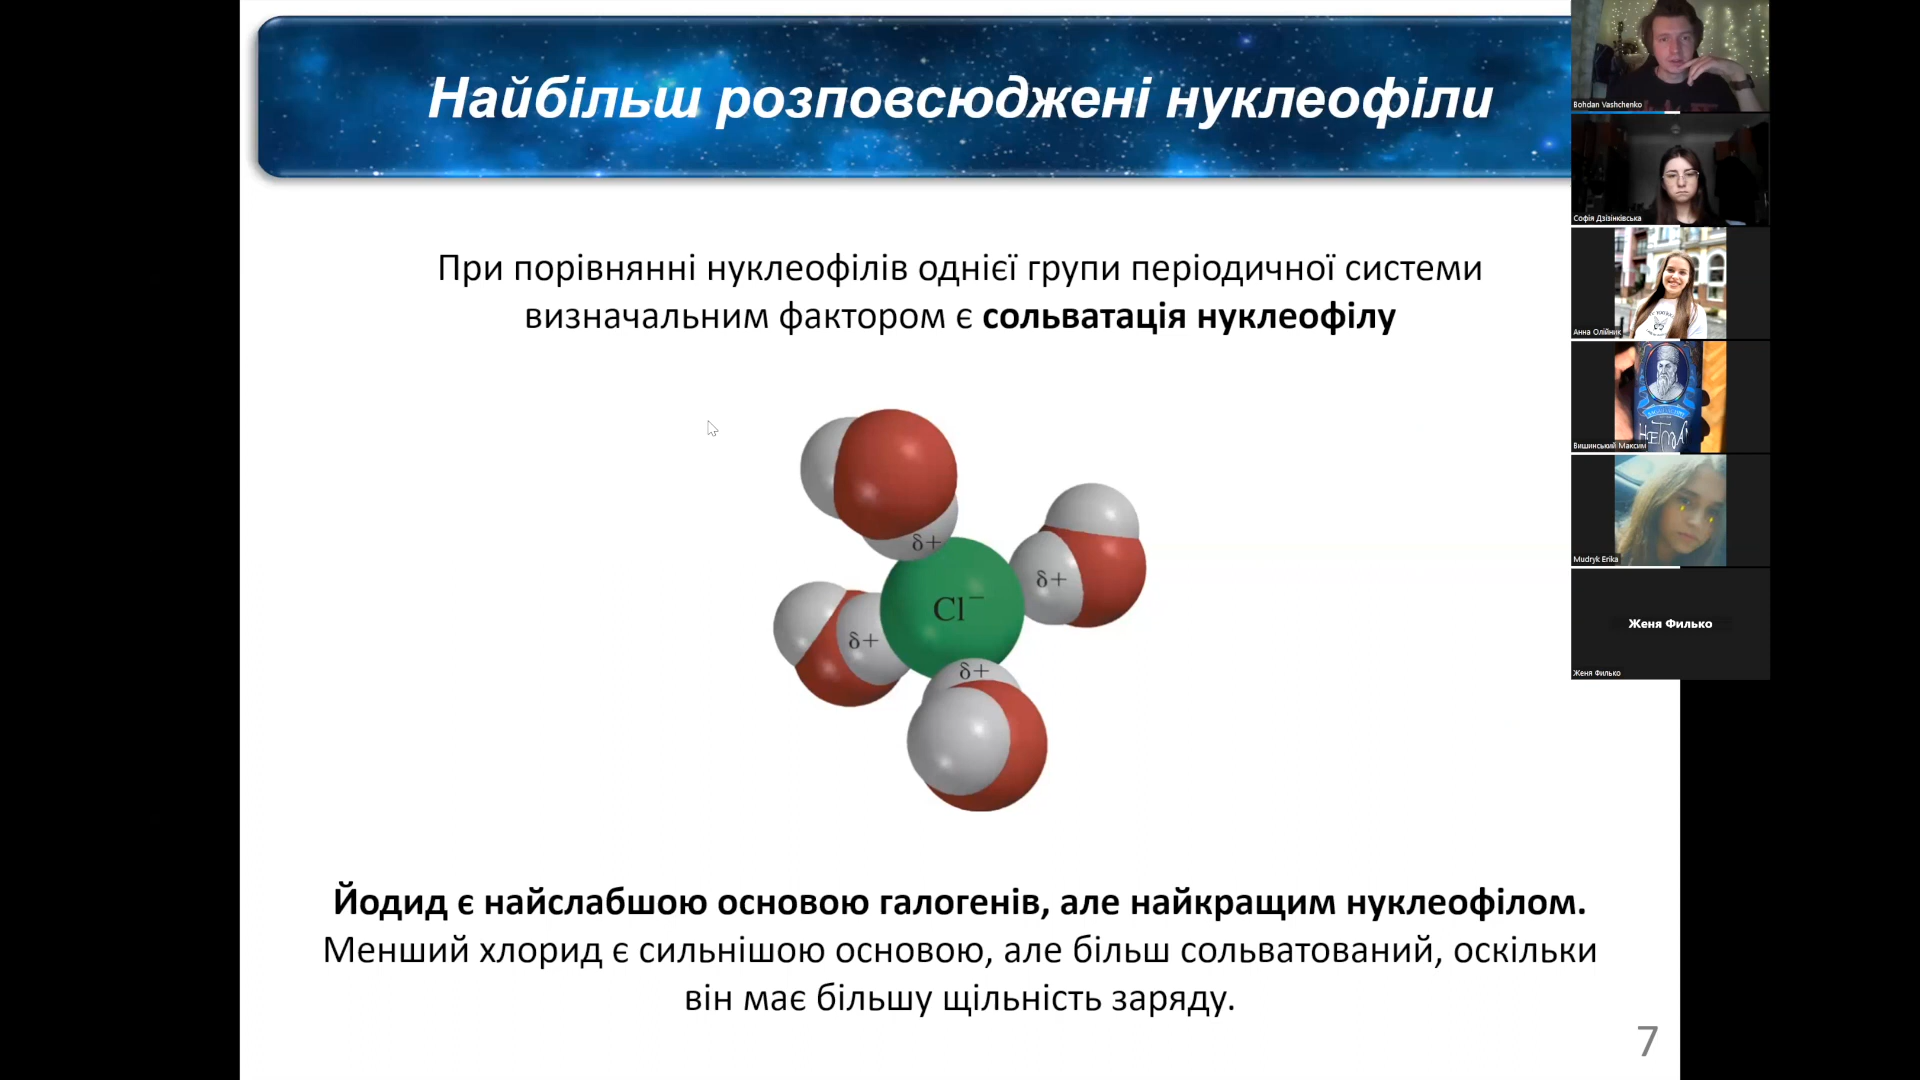 Найбільш розповсюджені нуклеофіли
При порівнянні нуклеофілів однієї групи періодичної системи
визначальним фактором є сольватація нуклеофілу
δ+
δ+
Cl⁻
δ+
δ+
Йодид є найслабшою основою галогенів, але найкращим нуклеофілом.
Менший хлорид є сильнішою основою, але більш сольватований, оскільки
він має більшу щільність заряду.
7
Bohdan Vashchenko
Софія Дзізінківська
Анна Олійник
НЕТМА
Вишинський Максим
Mudryk Erika
Женя Филько
Женя Филько